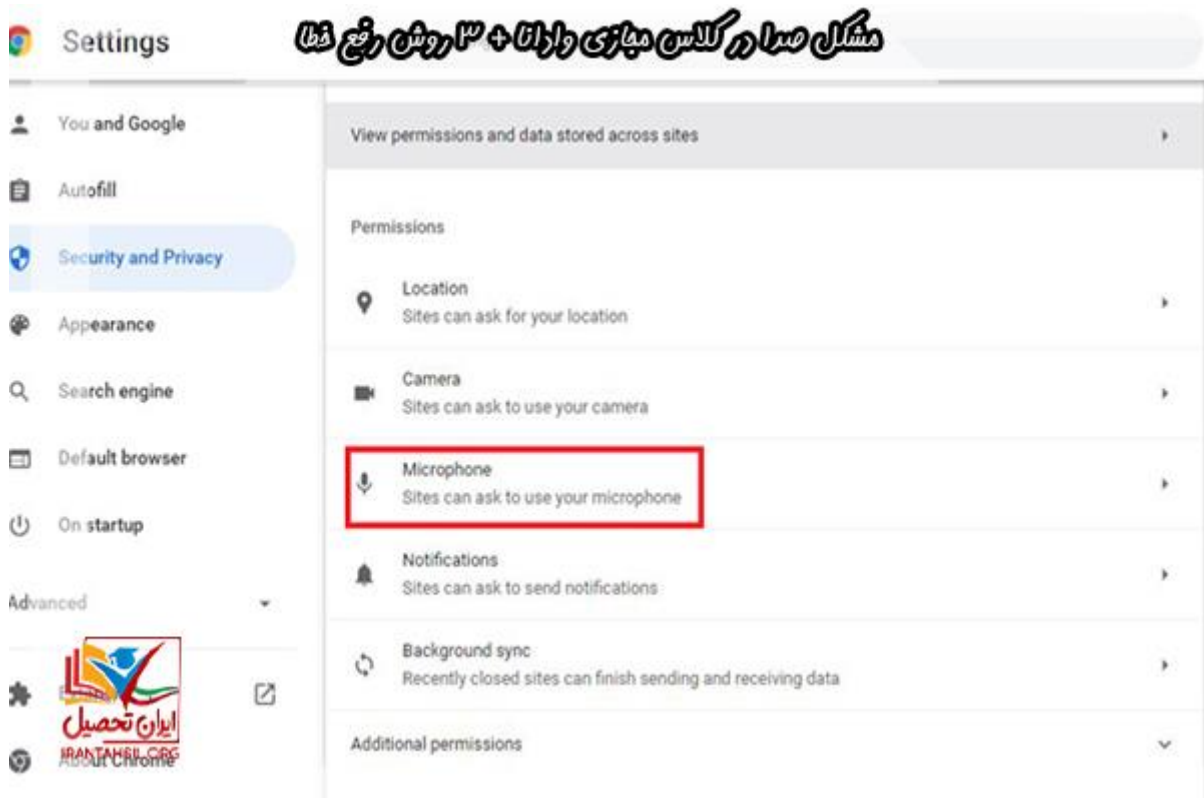 Settings
مشکل صدا در کلاس مجازی وادانا + ۳ روش رفع خطا
You and Google
Autofill
Security and Privacy
Appearance
Search engine
Default browser
On startup
Advanced
ایران تحصیل
IRANTAHSIL.ORG
About Chrome
View permissions and data stored across sites
Permissions
Location
Sites can ask for your location
Camera
Sites can ask to use your camera
Microphone
Sites can ask to use your microphone
Notifications
Sites can ask to send notifications
Background sync
Recently closed sites can finish sending and receiving data
Additional permissions